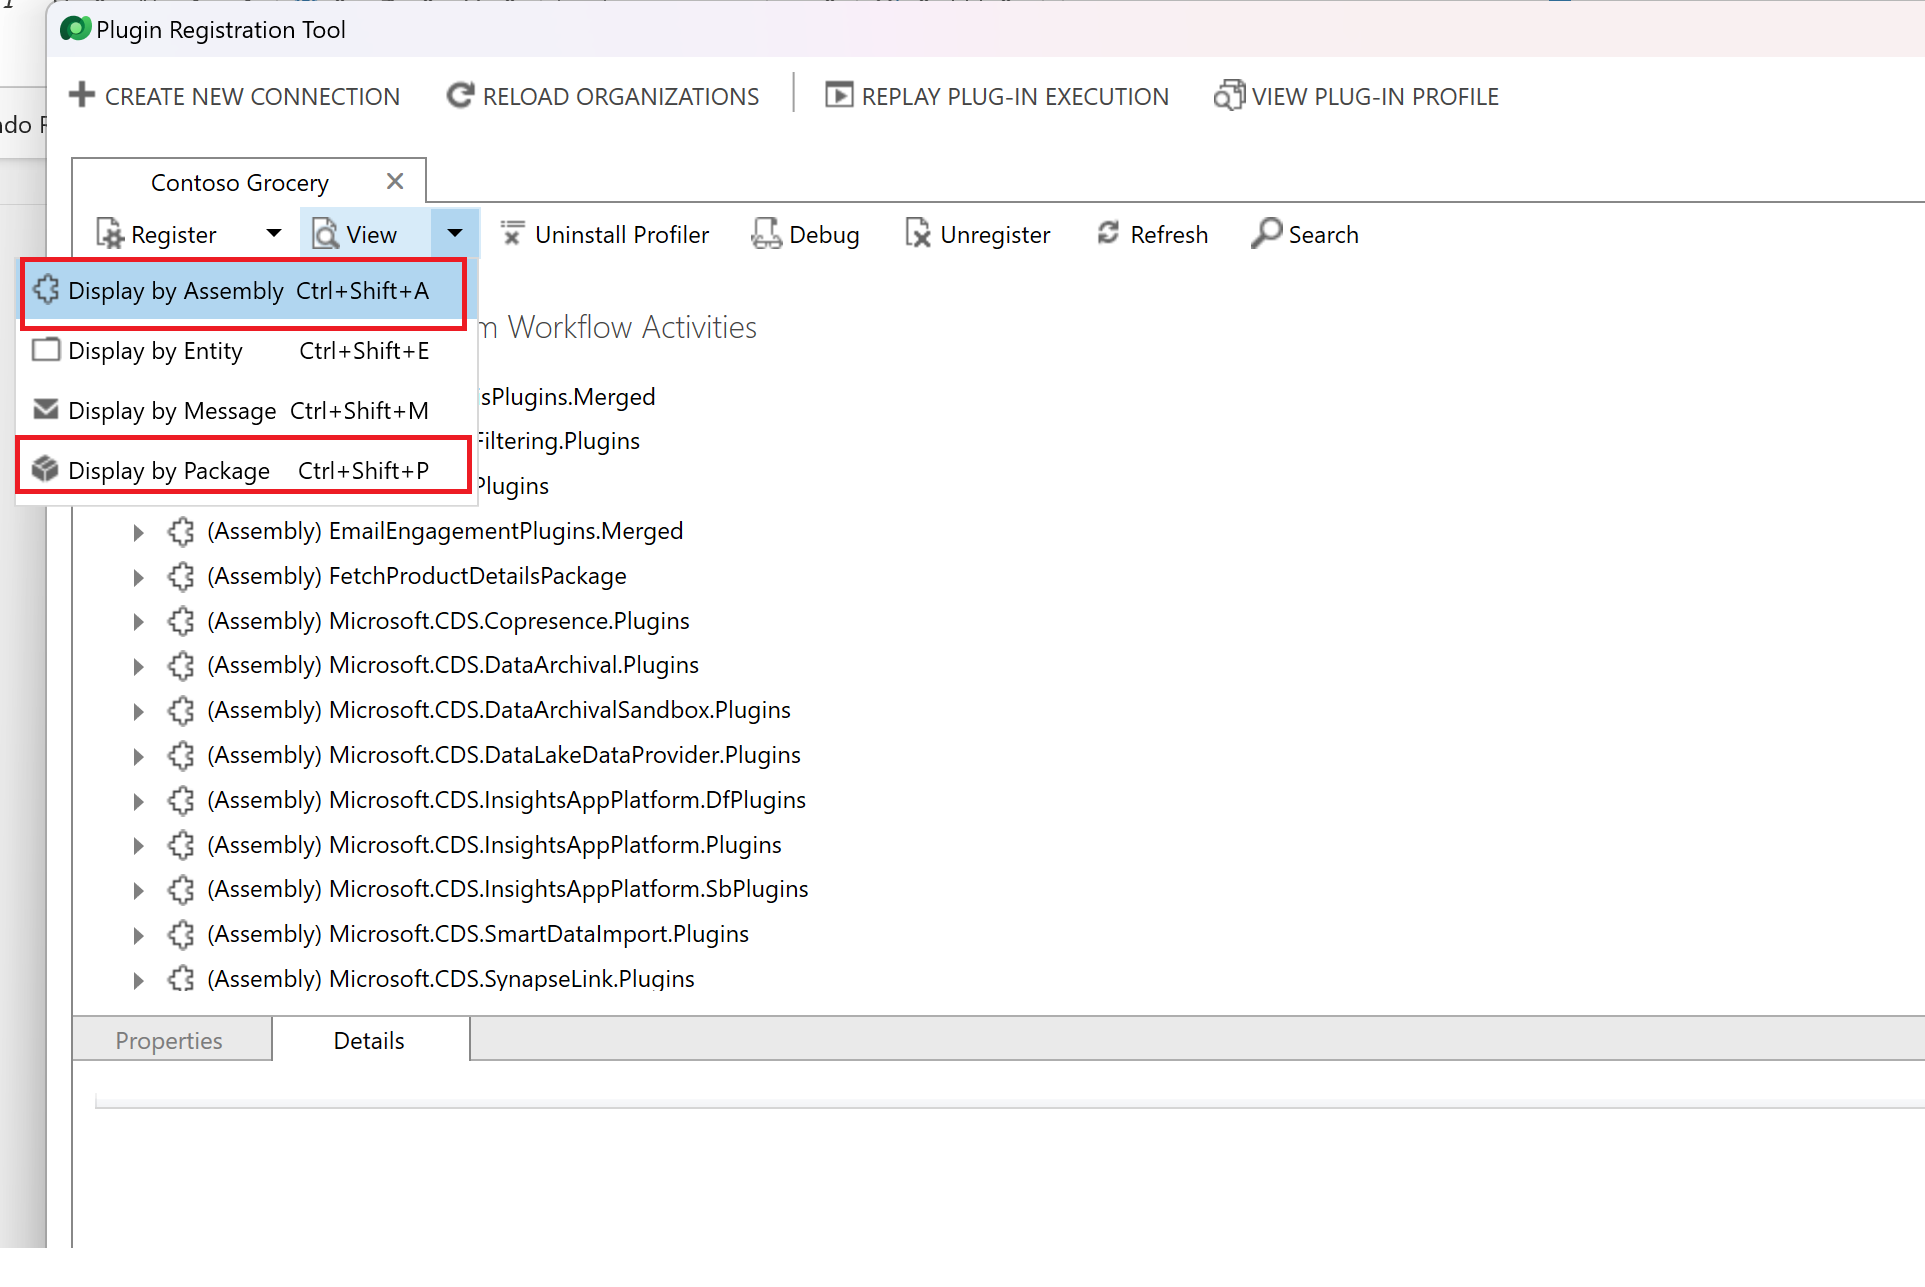 Plugin Registration Tool
CREATE NEW CONNECTION RELOAD ORGANIZATIONS REPLAY PLUG-IN EXECUTION VIEW PLUG-IN PROFILE
Contoso Grocery
Register View Uninstall Profiler Debug Unregister Refresh Search
Display by Assembly Ctrl+Shift+A
m Workflow Activities
Display by Entity Ctrl+Shift+E
sPlugins.Merged
Display by Message Ctrl+Shift+M
Filtering.Plugins
Display by Package Ctrl+Shift+P
Plugins
(Assembly) EmailEngagementPlugins.Merged
(Assembly) FetchProductDetailsPackage
(Assembly) Microsoft.CDS.Copresence.Plugins
(Assembly) Microsoft.CDS.DataArchival.Plugins
(Assembly) Microsoft.CDS.DataArchivalSandbox.Plugins
(Assembly) Microsoft.CDS.DataLakeDataProvider.Plugins
(Assembly) Microsoft.CDS.InsightsAppPlatform.DfPlugins
(Assembly) Microsoft.CDS.InsightsAppPlatform.Plugins
(Assembly) Microsoft.CDS.InsightsAppPlatform.SbPlugins
(Assembly) Microsoft.CDS.SmartDataImport.Plugins
(Assembly) Microsoft.CDS.SynapseLink.Plugins
Properties Details